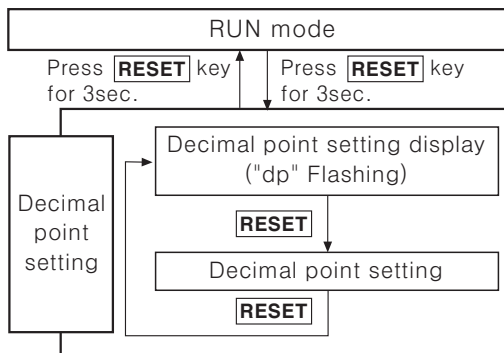 RUN mode
Press RESET key
for 3sec.
Press RESET key
for 3sec.
Decimal
point
setting
Decimal point setting display
("dp" Flashing)
RESET
Decimal point setting
RESET